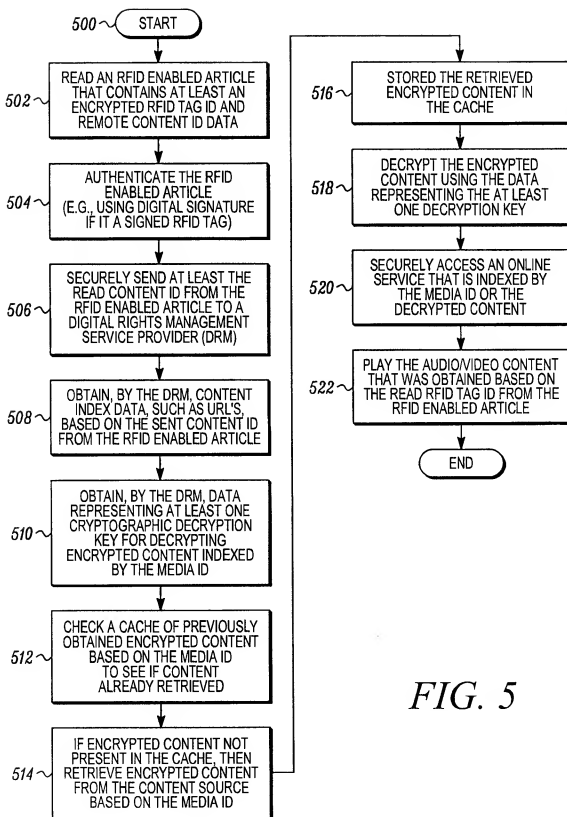 500
START
502
READ AN RFID ENABLED ARTICLE
THAT CONTAINS AT LEAST AN
ENCRYPTED RFID TAG ID AND
REMOTE CONTENT ID DATA
504
AUTHENTICATE THE RFID
ENABLED ARTICLE
(E.G., USING DIGITAL SIGNATURE
IF IT A SIGNED RFID TAG)
506
SECURELY SEND AT LEAST THE
READ CONTENT ID FROM THE
RFID ENABLED ARTICLE TO A
DIGITAL RIGHTS MANAGEMENT
SERVICE PROVIDER (DRM)
508
OBTAIN, BY THE DRM, CONTENT
INDEX DATA, SUCH AS URL'S,
BASED ON THE SENT CONTENT ID
FROM THE RFID ENABLED ARTICLE
510
OBTAIN, BY THE DRM, DATA
REPRESENTING AT LEAST ONE
CRYPTOGRAPHIC DECRYPTION
KEY FOR DECRYPTING
ENCRYPTED CONTENT INDEXED
BY THE MEDIA ID
512
CHECK A CACHE OF PREVIOUSLY
OBTAINED ENCRYPTED CONTENT
BASED ON THE MEDIA ID
TO SEE IF CONTENT
ALREADY RETRIEVED
514
IF ENCRYPTED CONTENT NOT
PRESENT IN THE CACHE, THEN
RETRIEVE ENCRYPTED CONTENT
FROM THE CONTENT SOURCE
BASED ON THE MEDIA ID
516
STORED THE RETRIEVED
ENCRYPTED CONTENT IN
THE CACHE
518
DECRYPT THE ENCRYPTED
CONTENT USING THE DATA
REPRESENTING THE AT LEAST
ONE DECRYPTION KEY
520
SECURELY ACCESS AN ONLINE
SERVICE THAT IS INDEXED BY
THE MEDIA ID OR THE
DECRYPTED CONTENT
522
PLAY THE AUDIO/VIDEO CONTENT
THAT WAS OBTAINED BASED ON
THE READ RFID TAG ID FROM THE
RFID ENABLED ARTICLE
END
FIG. 5